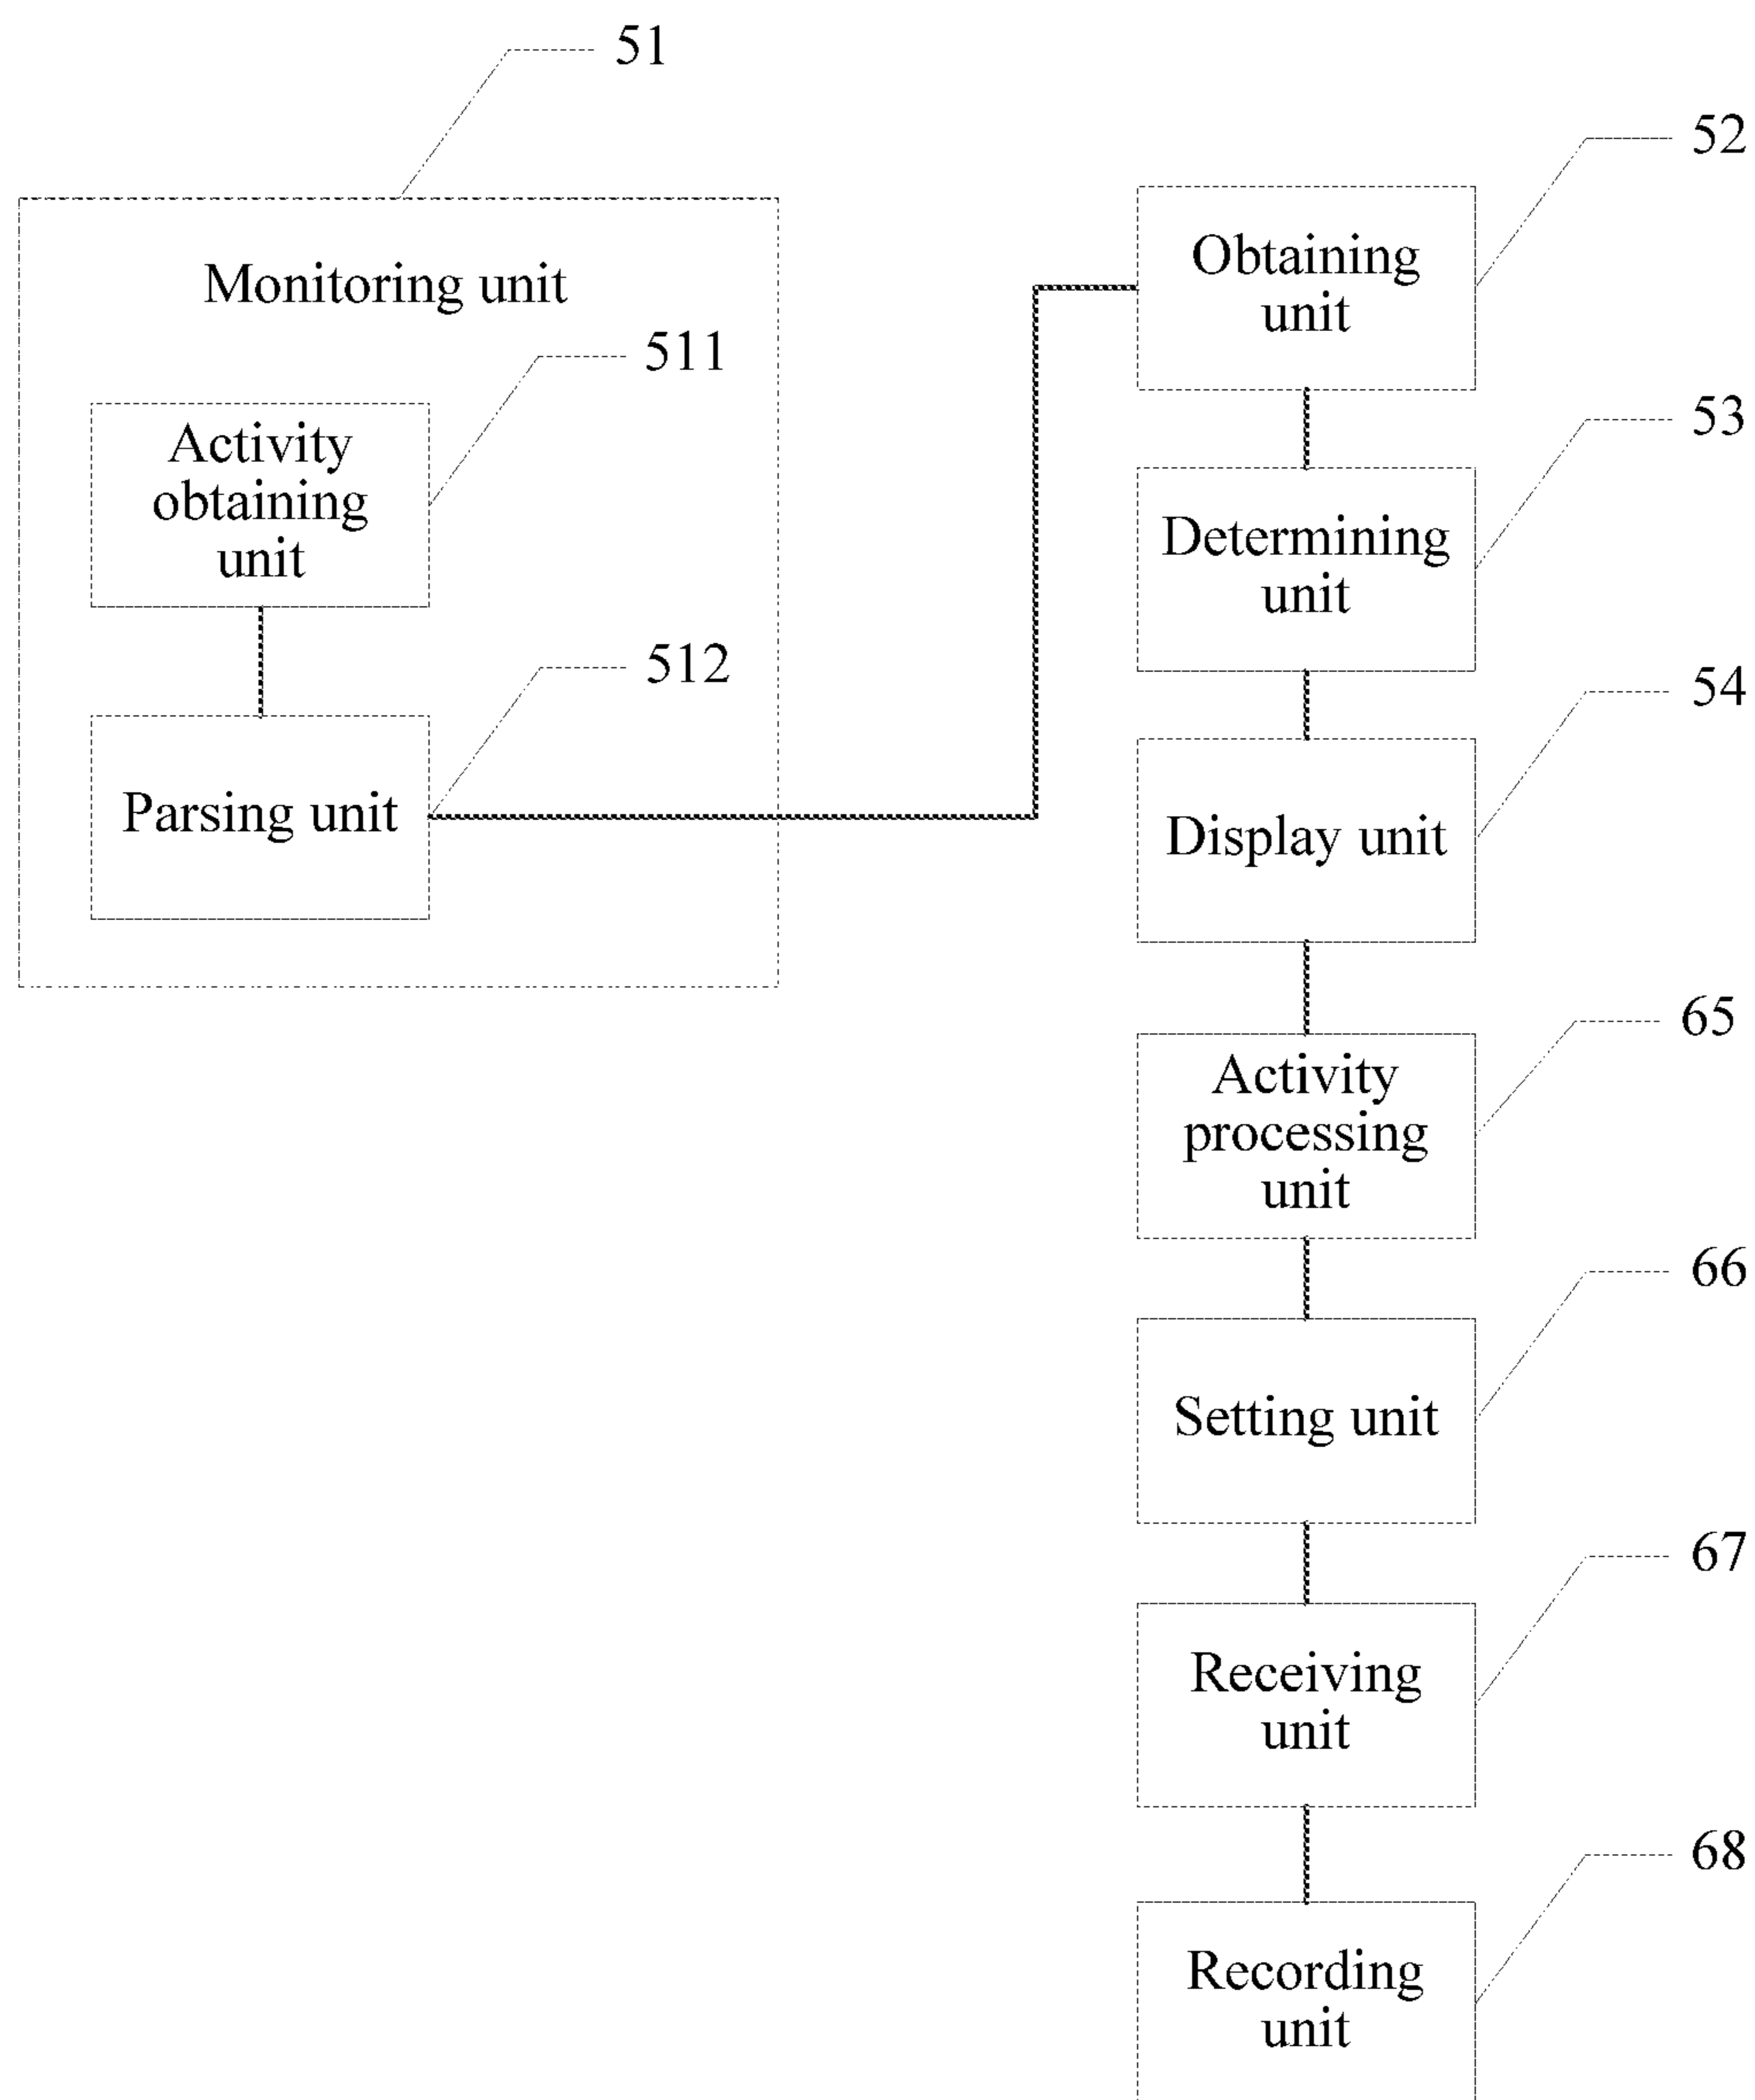 51
Monitoring unit
511
Activity
obtaining
unit
512
Parsing unit
52
Obtaining
unit
53
Determining
unit
54
Display unit
65
Activity
processing
unit
66
Setting unit
67
Receiving
unit
68
Recording
unit